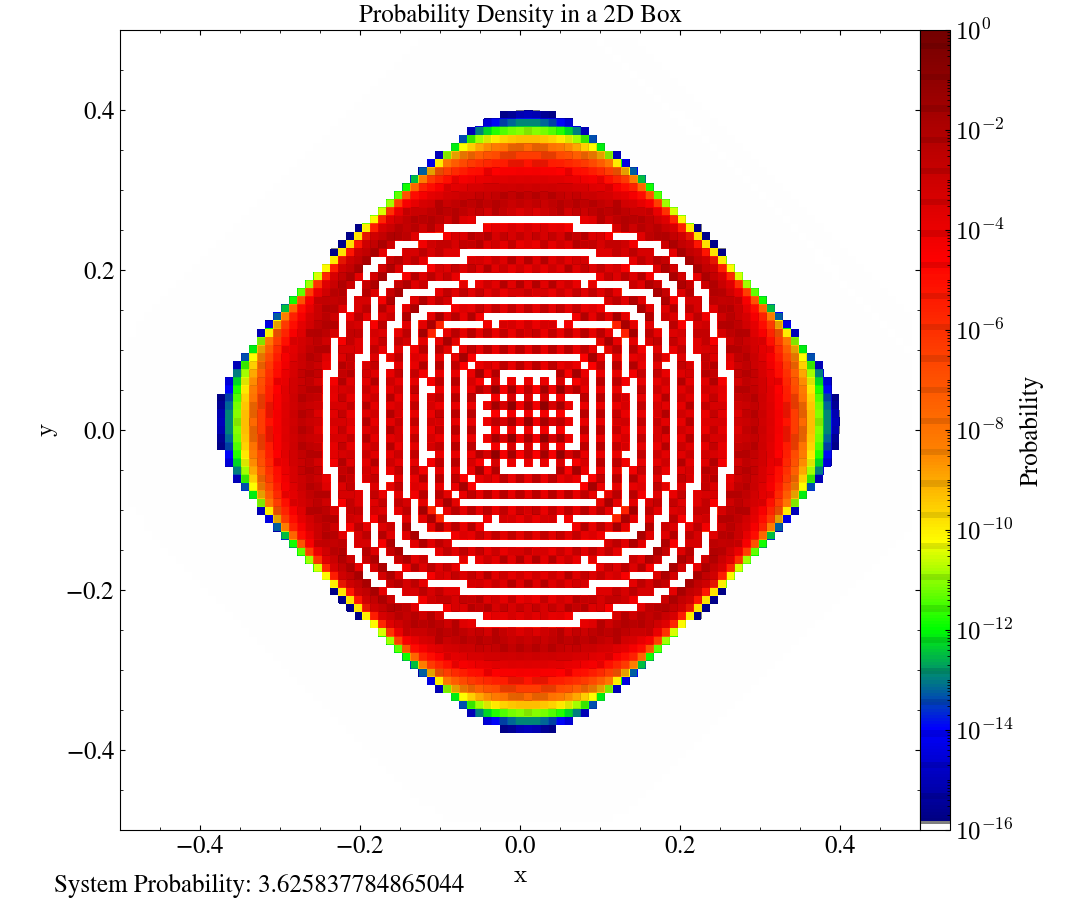 Probability Density in a 2D Box
0.4
0.2
0.0
−0.2
−0.4
y
−0.4 −0.2 0.0 0.2 0.4
x
10⁰
10⁻²
10⁻⁴
10⁻⁶
10⁻⁸
10⁻¹⁰
10⁻¹²
10⁻¹⁴
10⁻¹⁶
Probability
System Probability: 3.625837784865044